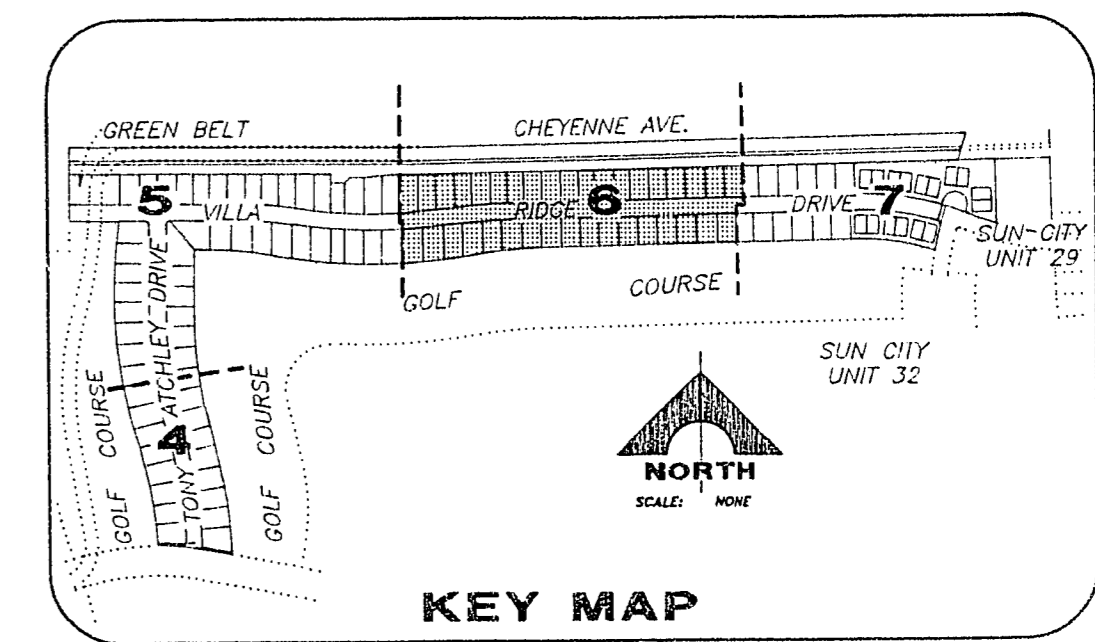 GREEN BELT
CHEYENNE AVE.
5
VILLA
RIDGE
6
DRIVE
7
SUN CITY
UNIT 29
GOLF
COURSE
SUN CITY
UNIT 32
TONY ATCHLEY DRIVE
4
GOLF COURSE
GOLF COURSE
NORTH
SCALE: NONE
KEY MAP